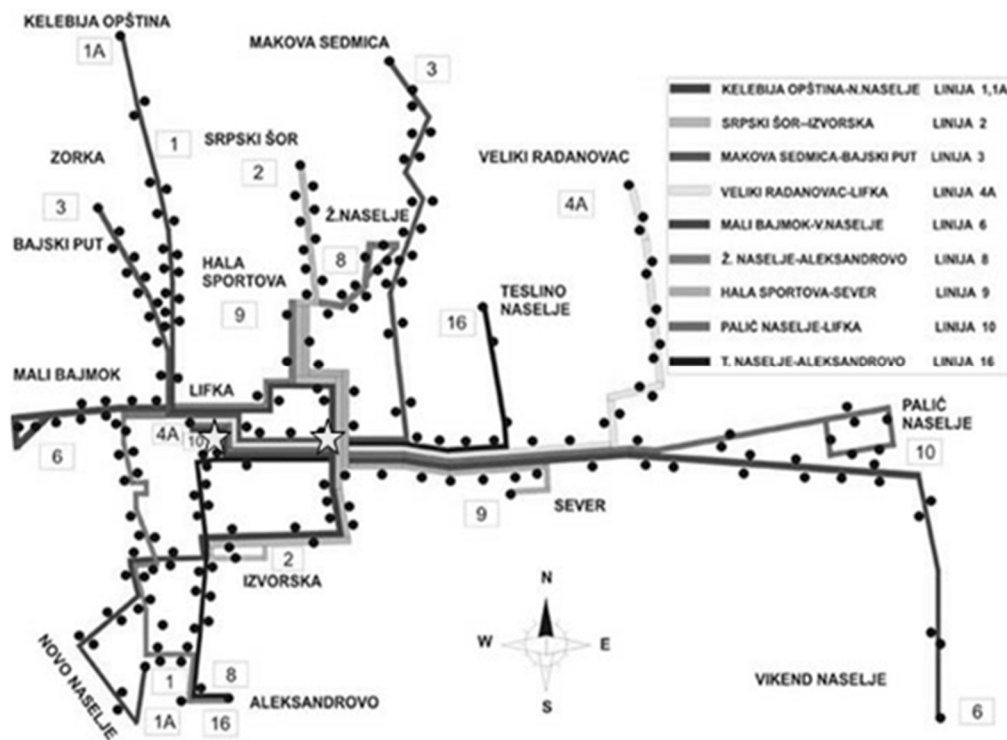 KELEBIJA OPŠTINA
1A
MAKOVA SEDMICA
3
KELEBIJA OPŠTINA-N.NASELJE LINIJA 1,1A
SRPSKI ŠOR--IZVORSKA LINIJA 2
MAKOVA SEDMICA-BAJSKI PUT LINIJA 3
VELIKI RADANOVAC-LIFKA LINIJA 4A
MALI BAJMOK-V.NASELJE LINIJA 6
Ž. NASELJE-ALEKSANDROVO LINIJA 8
HALA SPORTOVA-SEVER LINIJA 9
PALIĆ NASELJE-LIFKA LINIJA 10
T. NASELJE-ALEKSANDROVO LINIJA 16
1
SRPSKI ŠOR
2
ZORKA
3
BAJSKI PUT
VELIKI RADANOVAC
4A
Ž.NASELJE
8
HALA
SPORTOVA
9
TESLINO
NASELJE
16
MALI BAJMOK
6
LIFKA
4A
10
PALIĆ
NASELJE
10
9
SEVER
2
IZVORSKA
N
W
E
S
NOVO NASELJE
1
1A
8
16
ALEKSANDROVO
VIKEND NASELJE
6